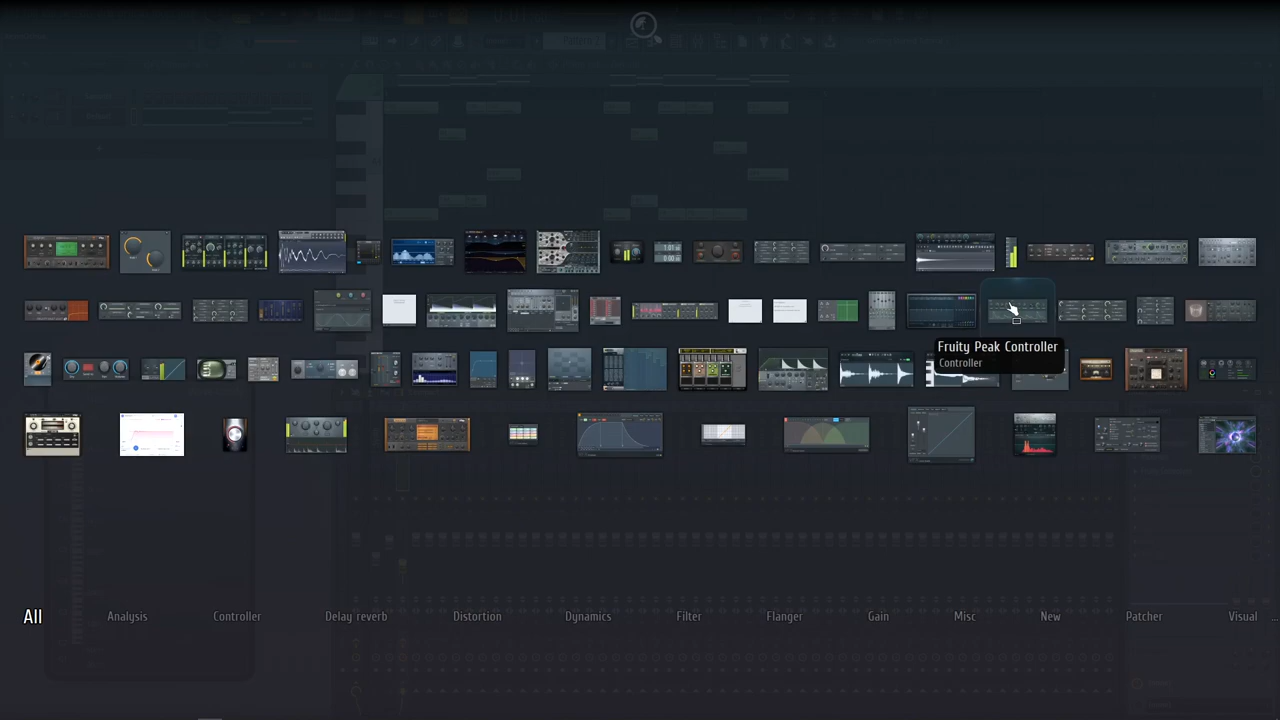 Fruity Peak Controller
Controller
All
Analysis
Controller
Delay reverb
Distortion
Dynamics
Filter
Flanger
Gain
Misc
New
Patcher
Visual
...